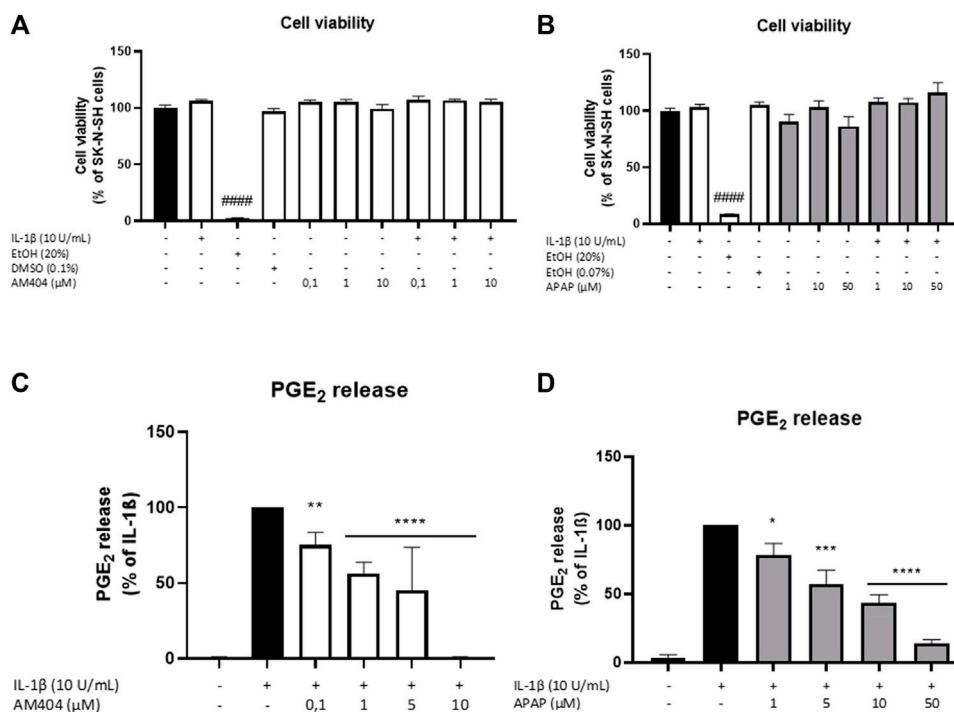 A
Cell viability
Cell viability
(% of SK-N-SH cells)
150
100
50
0
####
IL-1β (10 U/mL) - + - - - - - + + +
EtOH (20%) - - + - - - - - - -
DMSO (0.1%) - - - + - - - - - -
AM404 (μM) - - - - 0,1 1 10 0,1 1 10
B
Cell viability
Cell viability
(% of SK-N-SH cells)
150
100
50
0
####
IL-1β (10 U/mL) - + - - - - - + + +
EtOH (20%) - - + - - - - - - -
EtOH (0.07%) - - - + - - - - - -
APAP (μM) - - - - 1 10 50 1 10 50
C
PGE₂ release
PGE₂ release
(% of IL-1ß)
150
100
50
0
**
****
IL-1β (10 U/mL) - + + + + +
AM404 (μM) - - 0,1 1 5 10
D
PGE₂ release
PGE₂ release
(% of IL-1ß)
150
100
50
0
*
***
****
IL-1β (10 U/mL) - + + + + +
APAP (μM) - - 1 5 10 50